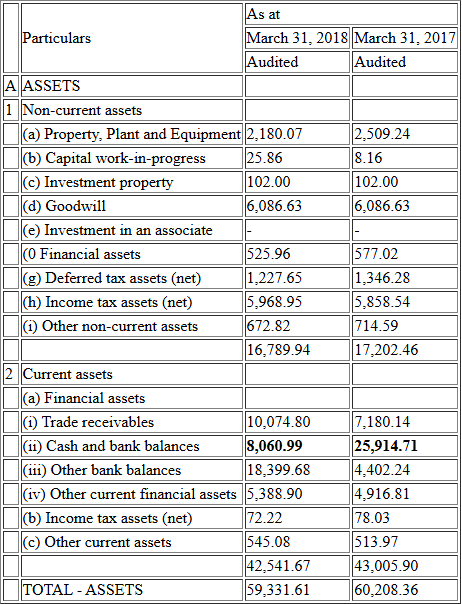 As at
Particulars March 31, 2018 March 31, 2017
Audited Audited
A ASSETS
1 Non-current assets
(a) Property, Plant and Equipment 2,180.07 2,509.24
(b) Capital work-in-progress 25.86 8.16
(c) Investment property 102.00 102.00
(d) Goodwill 6,086.63 6,086.63
(e) Investment in an associate - -
(0 Financial assets 525.96 577.02
(g) Deferred tax assets (net) 1,227.65 1,346.28
(h) Income tax assets (net) 5,968.95 5,858.54
(i) Other non-current assets 672.82 714.59
16,789.94 17,202.46
2 Current assets
(a) Financial assets
(i) Trade receivables 10,074.80 7,180.14
(ii) Cash and bank balances 8,060.99 25,914.71
(iii) Other bank balances 18,399.68 4,402.24
(iv) Other current financial assets 5,388.90 4,916.81
(b) Income tax assets (net) 72.22 78.03
(c) Other current assets 545.08 513.97
42,541.67 43,005.90
TOTAL - ASSETS 59,331.61 60,208.36